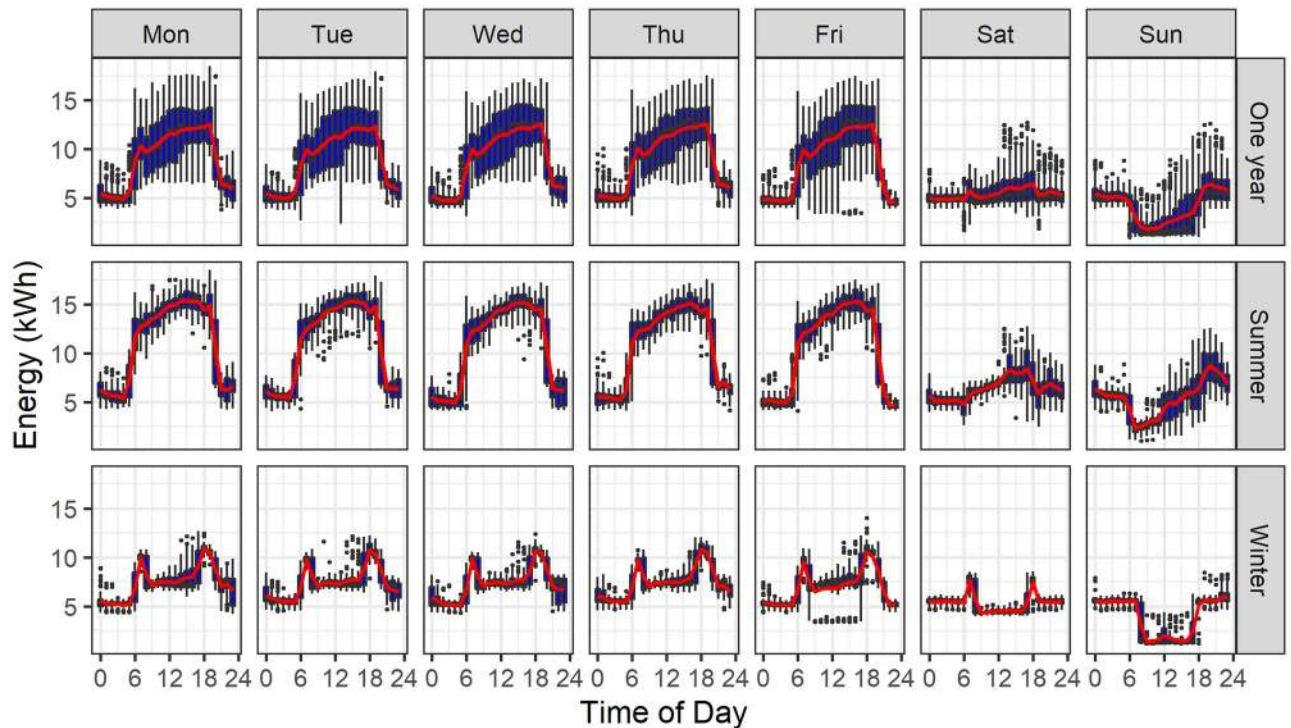 Mon Tue Wed Thu Fri Sat Sun
15
10
5
One year
15
10
5
Summer
15
10
5
Winter
Energy (kWh)
0 6 12 18 24 0 6 12 18 24 0 6 12 18 24 0 6 12 18 24 0 6 12 18 24 0 6 12 18 24 0 6 12 18 24
Time of Day